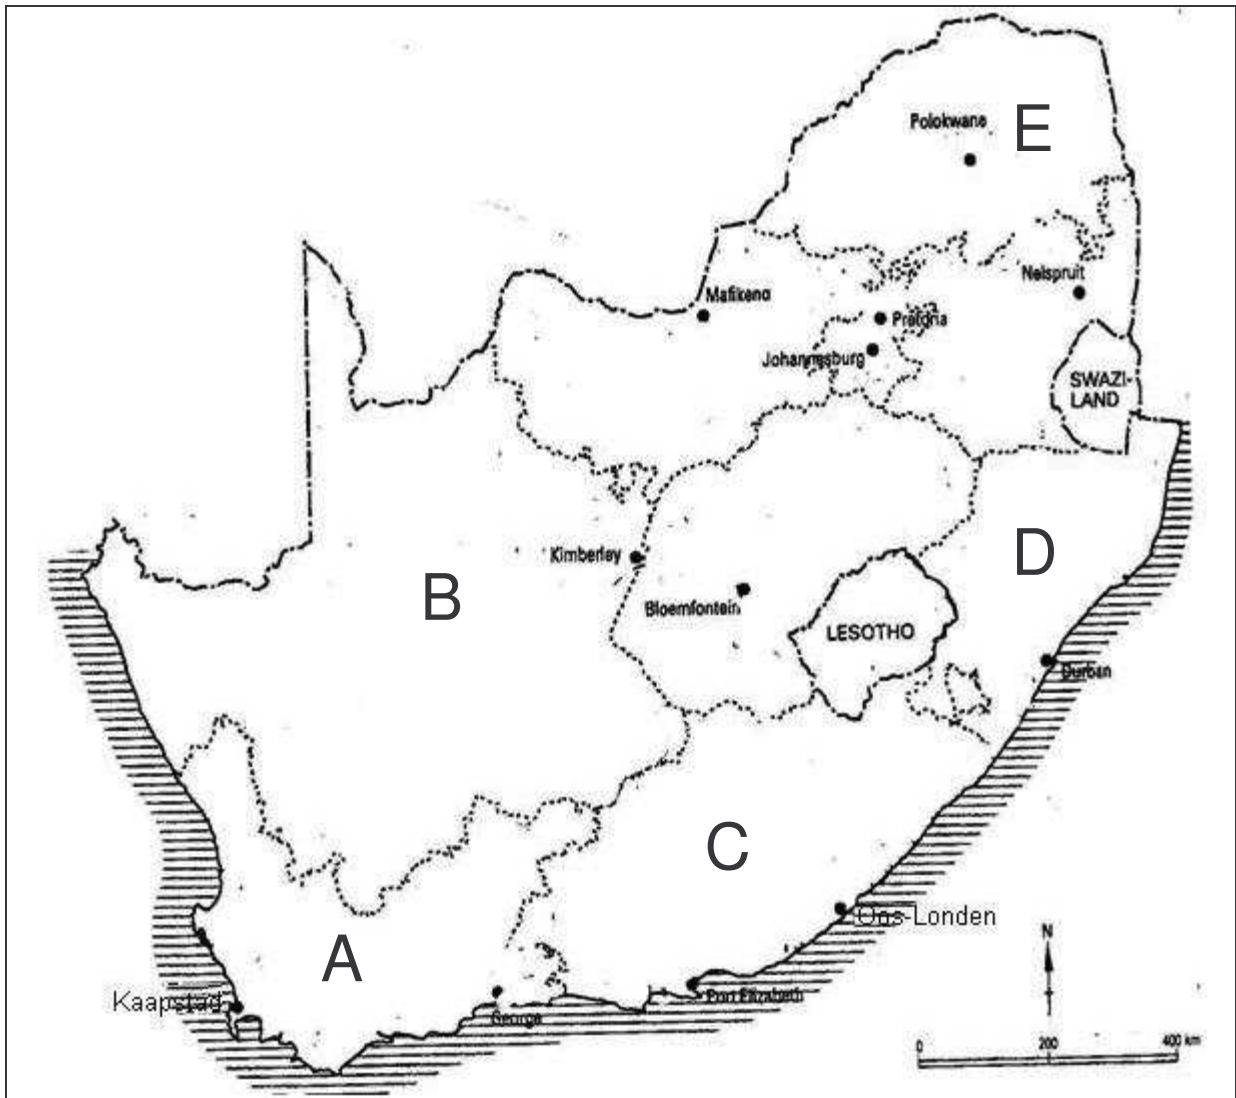 Polokwane
E
Nelspruit
Mafikeng
Pretoria
Johannesburg
SWAZI-
LAND
D
Kimberley
B
Bloemfontein
LESOTHO
Durban
C
Oos-Londen
A
N
Kaapstad
Port Elizabeth
George
0 200 400 km